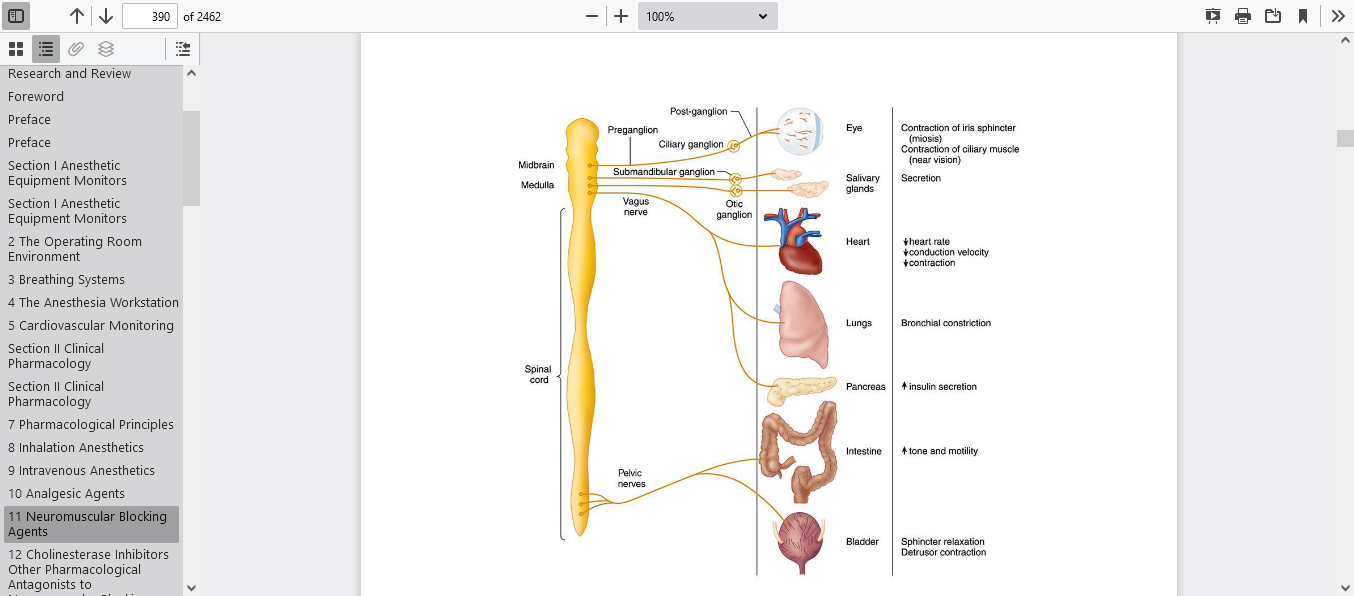 390 of 2462
100%
Research and Review
Foreword
Preface
Preface
Section I Anesthetic
Equipment Monitors
Section I Anesthetic
Equipment Monitors
2 The Operating Room
Environment
3 Breathing Systems
4 The Anesthesia Workstation
5 Cardiovascular Monitoring
Section II Clinical
Pharmacology
Section II Clinical
Pharmacology
7 Pharmacological Principles
8 Inhalation Anesthetics
9 Intravenous Anesthetics
10 Analgesic Agents
11 Neuromuscular Blocking
Agents
12 Cholinesterase Inhibitors
Other Pharmacological
Antagonists to
Post-ganglion
Preganglion
Ciliary ganglion
Midbrain
Submandibular ganglion
Medulla
Vagus
nerve
Otic
ganglion
Spinal
cord
Pelvic
nerves
Eye
Contraction of iris sphincter
(miosis)
Contraction of ciliary muscle
(near vision)
Salivary
glands
Secretion
Heart
↓heart rate
↓conduction velocity
↓contraction
Lungs
Bronchial constriction
Pancreas
↑ insulin secretion
Intestine
↑ tone and motility
Bladder
Sphincter relaxation
Detrusor contraction